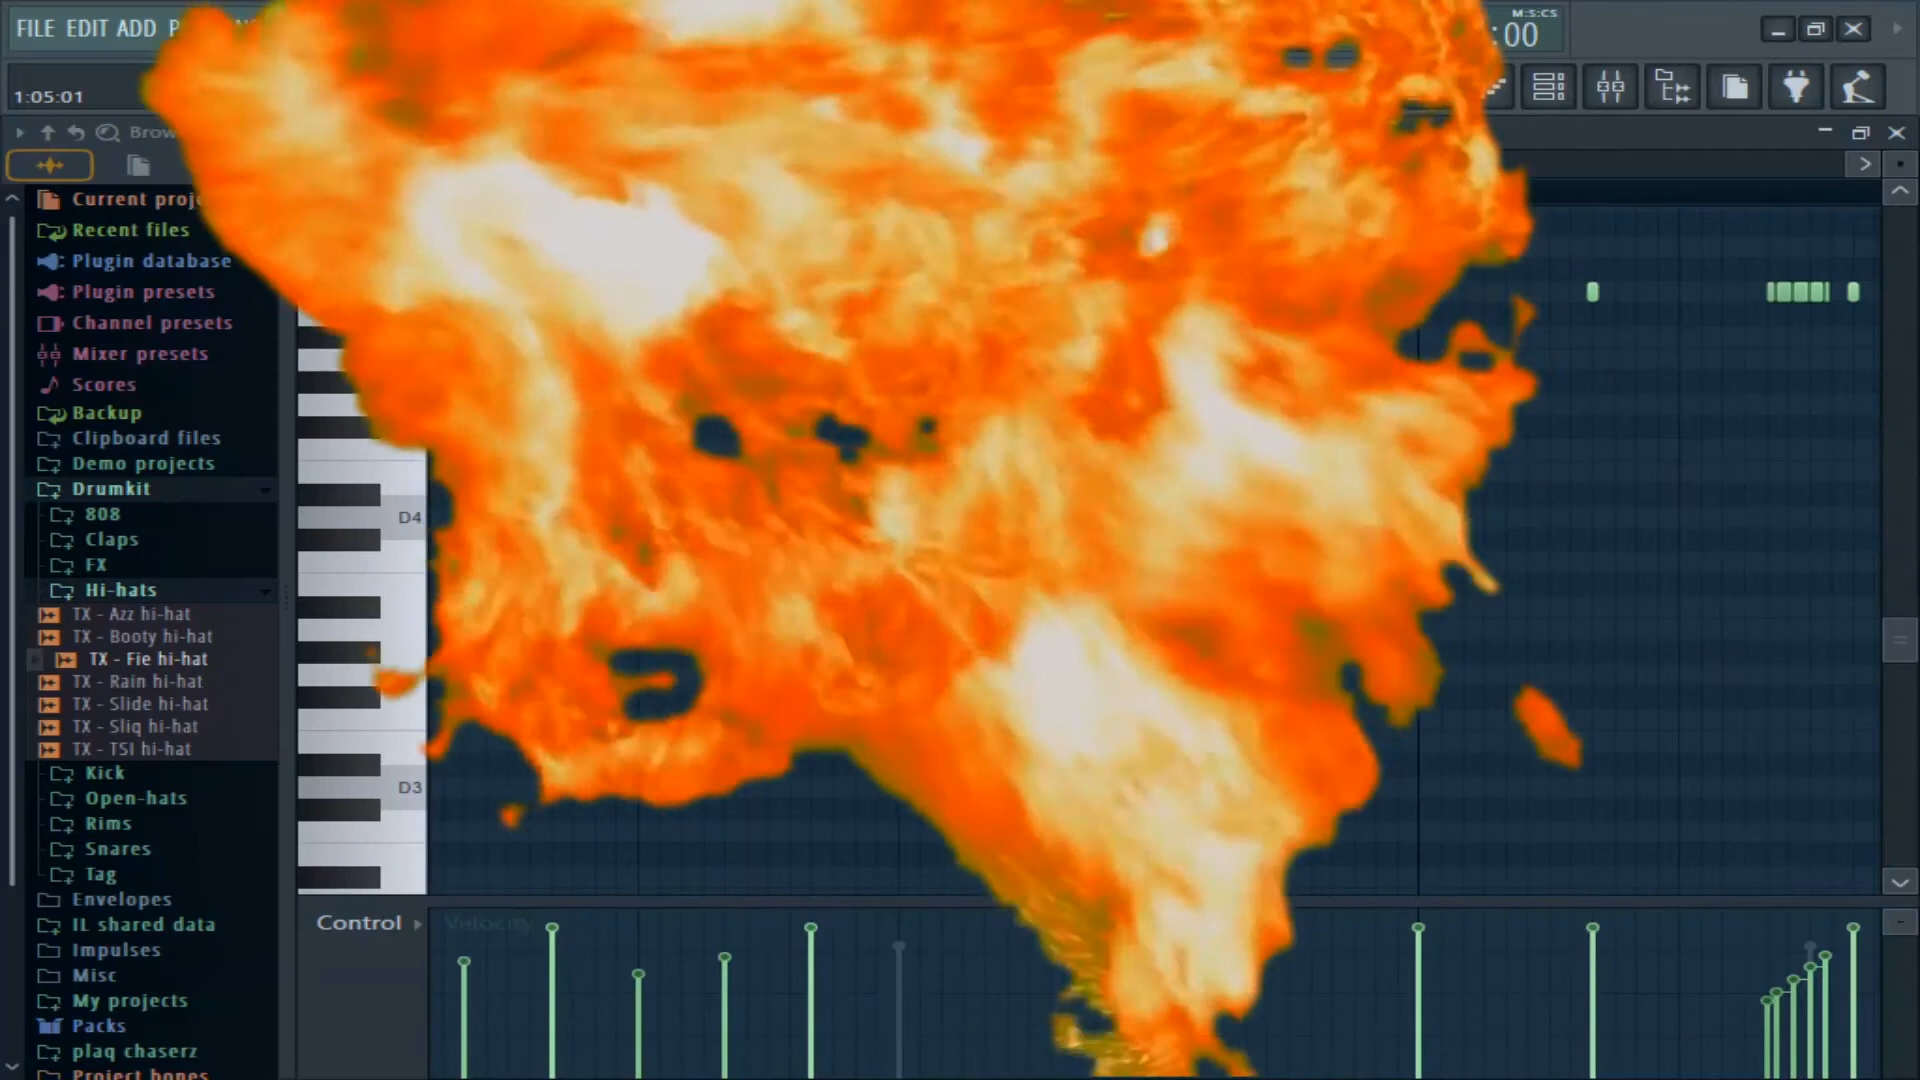 FILE EDIT ADD
M:S:CS
:00
1:05:01
Recent files
Plugin database
Plugin presets
Channel presets
Mixer presets
Scores
Backup
Clipboard files
Demo projects
Drumkit
808
Claps
FX
Hi-hats
TX - Azz hi-hat
TX - Booty hi-hat
TX - Fie hi-hat
TX - Rain hi-hat
TX - Slide hi-hat
TX - Sliq hi-hat
TX - TSI hi-hat
Kick
Open-hats
Rims
Snares
Tag
Envelopes
IL shared data
Impulses
Misc
My projects
Packs
plaq chaserz
Project bones
Current
D4
D3
Control
Velocity